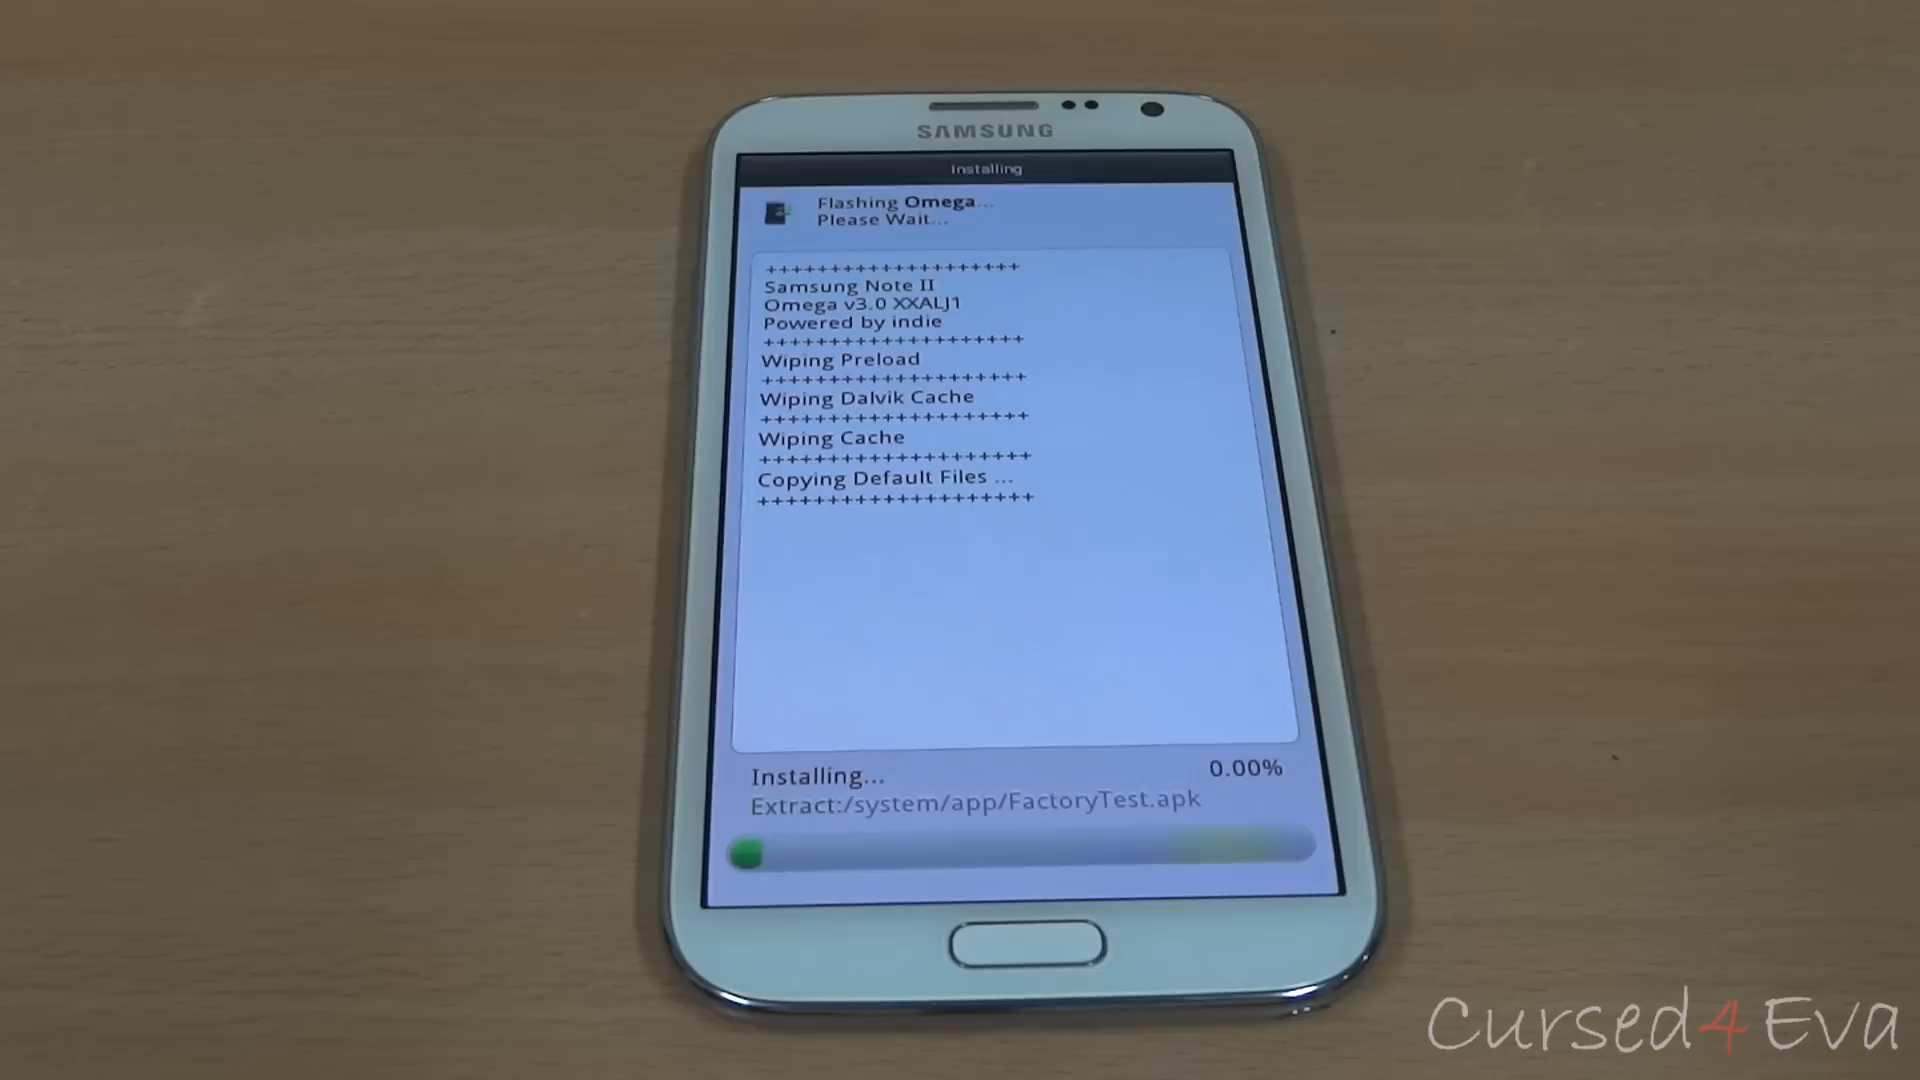 SAMSUNG
Installing
Flashing Omega...
Please Wait...
++++++++++++++++++++
Samsung Note II
Omega v3.0 XXALJ1
Powered by indie
++++++++++++++++++++
Wiping Preload
++++++++++++++++++++
Wiping Dalvik Cache
++++++++++++++++++++
Wiping Cache
++++++++++++++++++++
Copying Default Files ...
++++++++++++++++++++
Installing...
0.00%
Extract:/system/app/FactoryTest.apk
Cursed4Eva